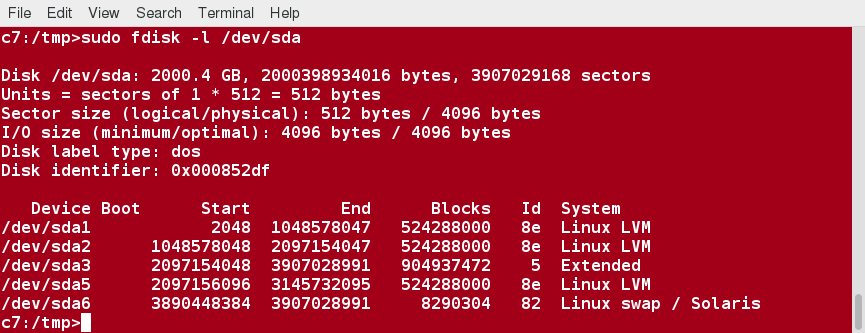 File Edit View Search Terminal Help
c7:/tmp>sudo fdisk -l /dev/sda
Disk /dev/sda: 2000.4 GB, 2000398934016 bytes, 3907029168 sectors
Units = sectors of 1 * 512 = 512 bytes
Sector size (logical/physical): 512 bytes / 4096 bytes
I/O size (minimum/optimal): 4096 bytes / 4096 bytes
Disk label type: dos
Disk identifier: 0x000852df
   Device Boot      Start         End      Blocks   Id  System
/dev/sda1            2048  1048578047   524288000   8e  Linux LVM
/dev/sda2      1048578048  2097154047   524288000   8e  Linux LVM
/dev/sda3      2097154048  3907028991   904937472    5  Extended
/dev/sda5      2097156096  3145732095   524288000   8e  Linux LVM
/dev/sda6      3890448384  3907028991     8290304   82  Linux swap / Solaris
c7:/tmp>